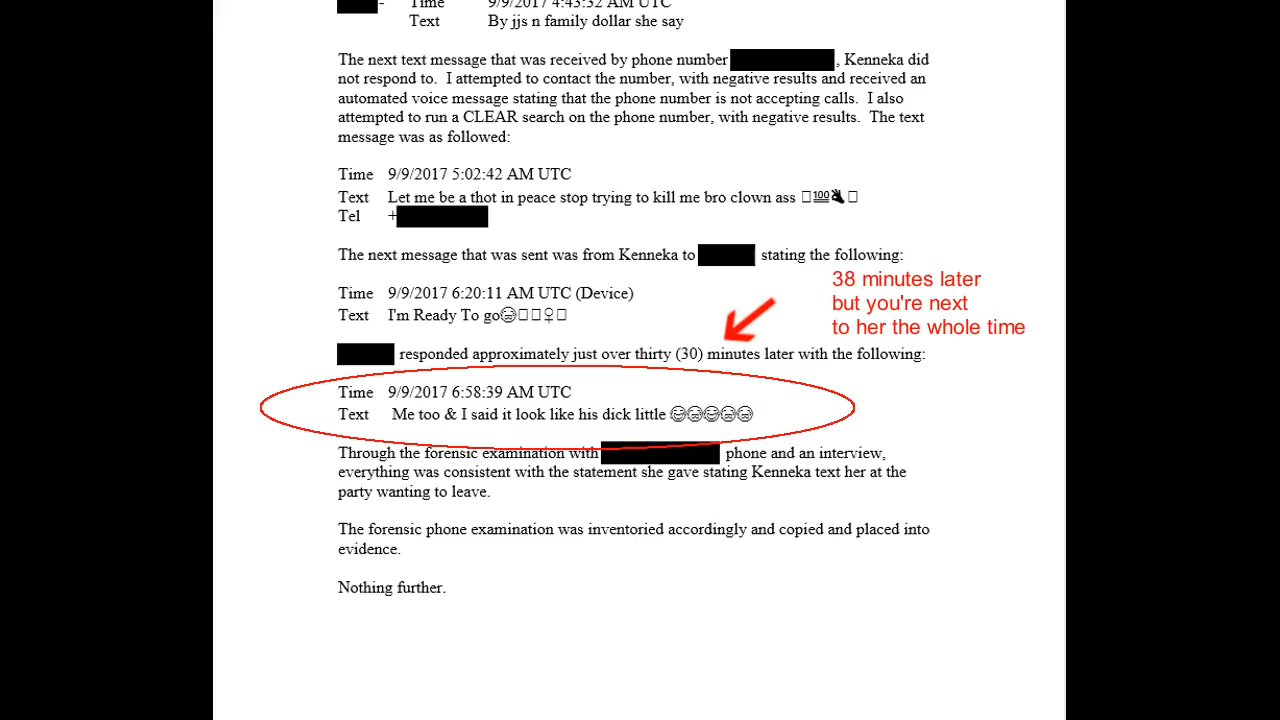 - Time 9/9/2017 4:43:32 AM UTC
Text By jjs n family dollar she say
The next text message that was received by phone number , Kenneka did
not respond to. I attempted to contact the number, with negative results and received an
automated voice message stating that the phone number is not accepting calls. I also
attempted to run a CLEAR search on the phone number, with negative results. The text
message was as followed:
Time 9/9/2017 5:02:42 AM UTC
Text Let me be a thot in peace stop trying to kill me bro clown ass 💯
Tel +
The next message that was sent was from Kenneka to stating the following:
38 minutes later
but you're next
to her the whole time
Time 9/9/2017 6:20:11 AM UTC (Device)
Text I'm Ready To go♀
responded approximately just over thirty (30) minutes later with the following:
Time 9/9/2017 6:58:39 AM UTC
Text Me too & I said it look like his dick little
Through the forensic examination with phone and an interview,
everything was consistent with the statement she gave stating Kenneka text her at the
party wanting to leave.
The forensic phone examination was inventoried accordingly and copied and placed into
evidence.
Nothing further.